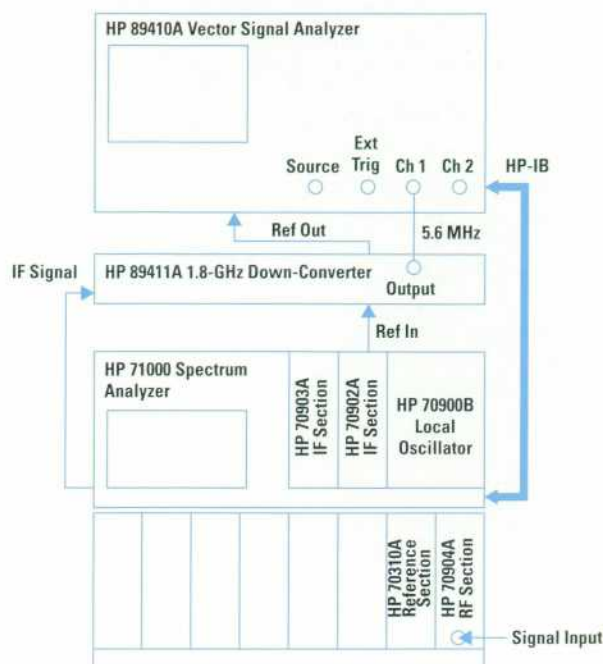 HP 89410A Vector Signal Analyzer
Ext
Source Trig Ch 1 Ch 2
HP-IB
Ref Out
5.6 MHz
IF Signal
HP 89411A 1.8-GHz Down-Converter
Output
Ref In
HP 71000 Spectrum
Analyzer
HP 70903A
IF Section
HP 70902A
IF Section
HP 70900B
Local
Oscillator
HP 70310A
Reference
Section
HP 70904A
RF Section
Signal Input